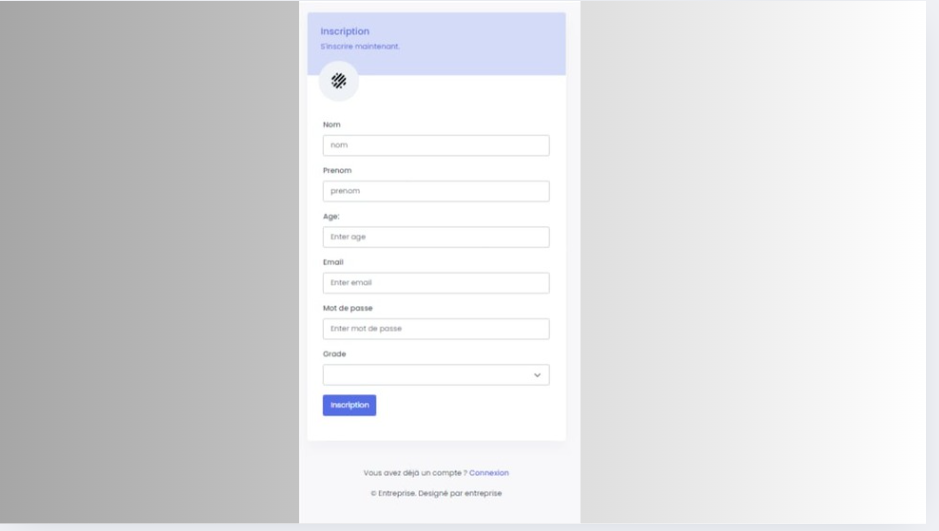 Inscription
S'inscrire maintenant.
Nom
nom
Prenom
prenom
Age:
Enter age
Email
Enter email
Mot de passe
Enter mot de passe
Grade
Inscription
Vous avez déjà un compte ? Connexion
© Entreprise. Designé par entreprise